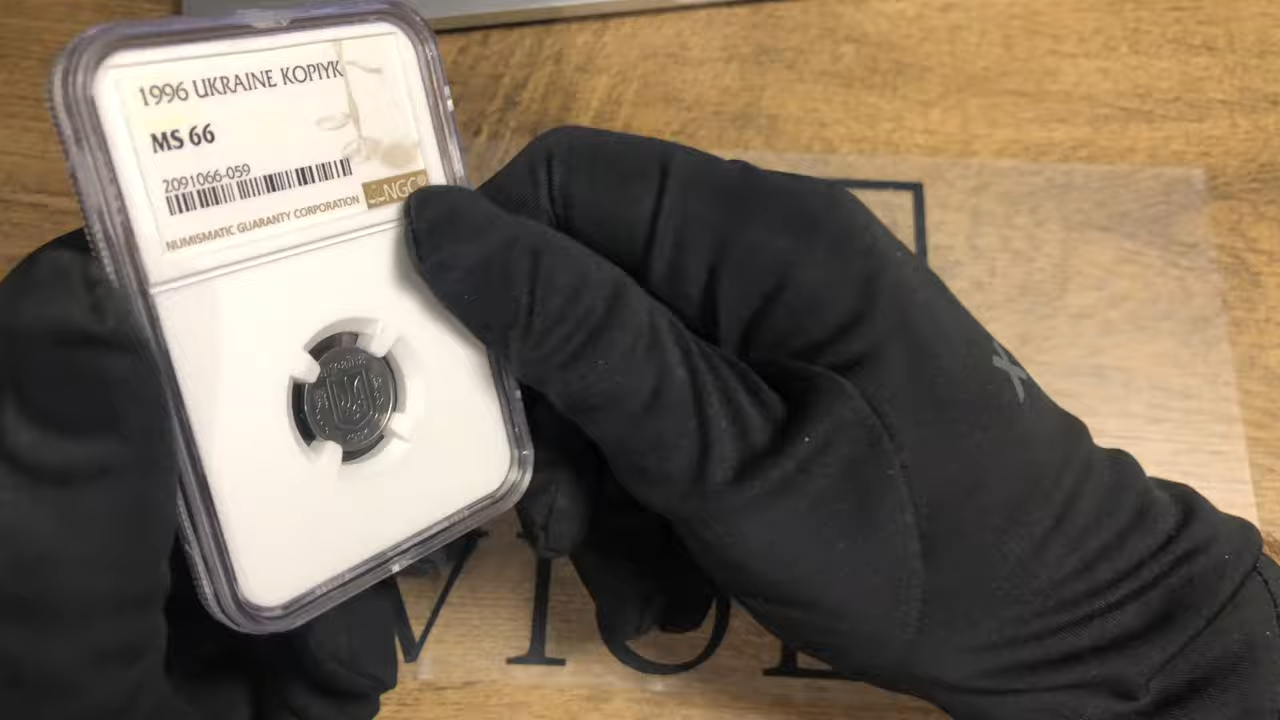 1996 UKRAINE KOPIYK
MS 66
2091066-059
NGC
NUMISMATIC GUARANTY CORPORATION